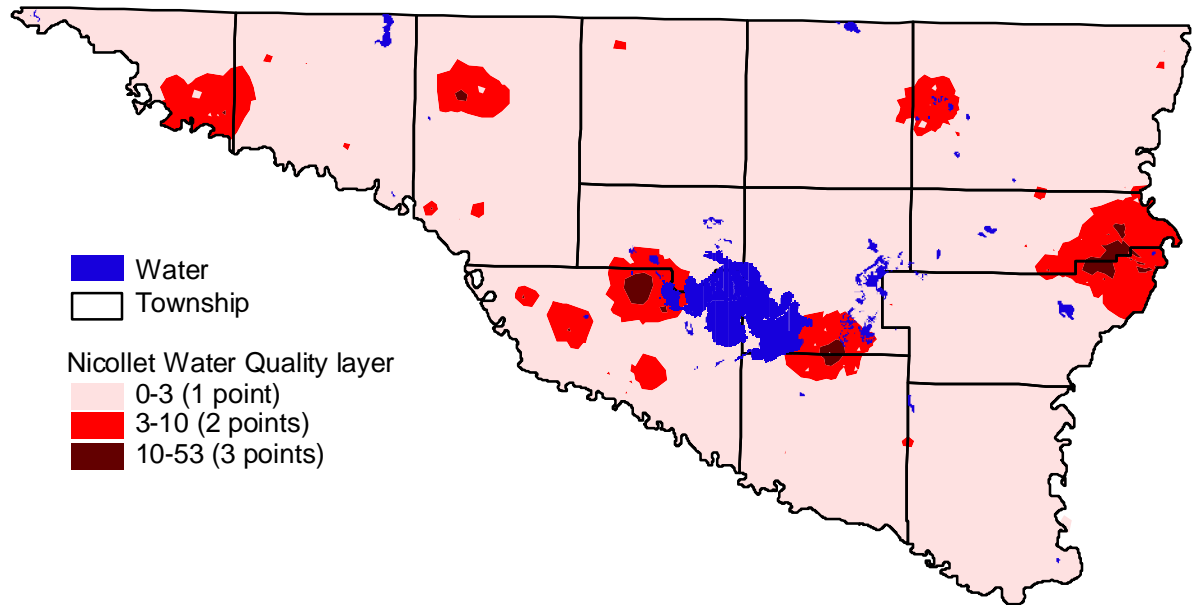 Water
Township
Nicollet Water Quality layer
0-3 (1 point)
3-10 (2 points)
10-53 (3 points)